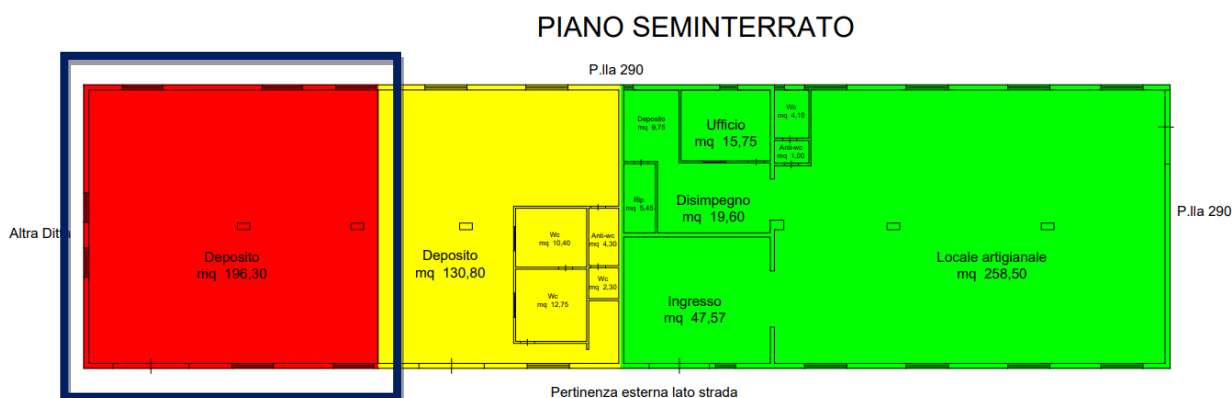 PIANO SEMINTERRATO
P.lla 290
Deposito
mq 9,75
Ufficio
mq 15,75
Wc
mq 4,10
Anti-wc
mq 1,00
Rip.
mq 5,45
Disimpegno
mq 19,60
P.lla 290
Altra Ditta
Deposito
mq 196,30
Deposito
mq 130,80
Wc
mq 10,40
Anti-wc
mq 4,30
Wc
mq 2,30
Wc
mq 12,75
Ingresso
mq 47,57
Locale artigianale
mq 258,50
Pertinenza esterna lato strada